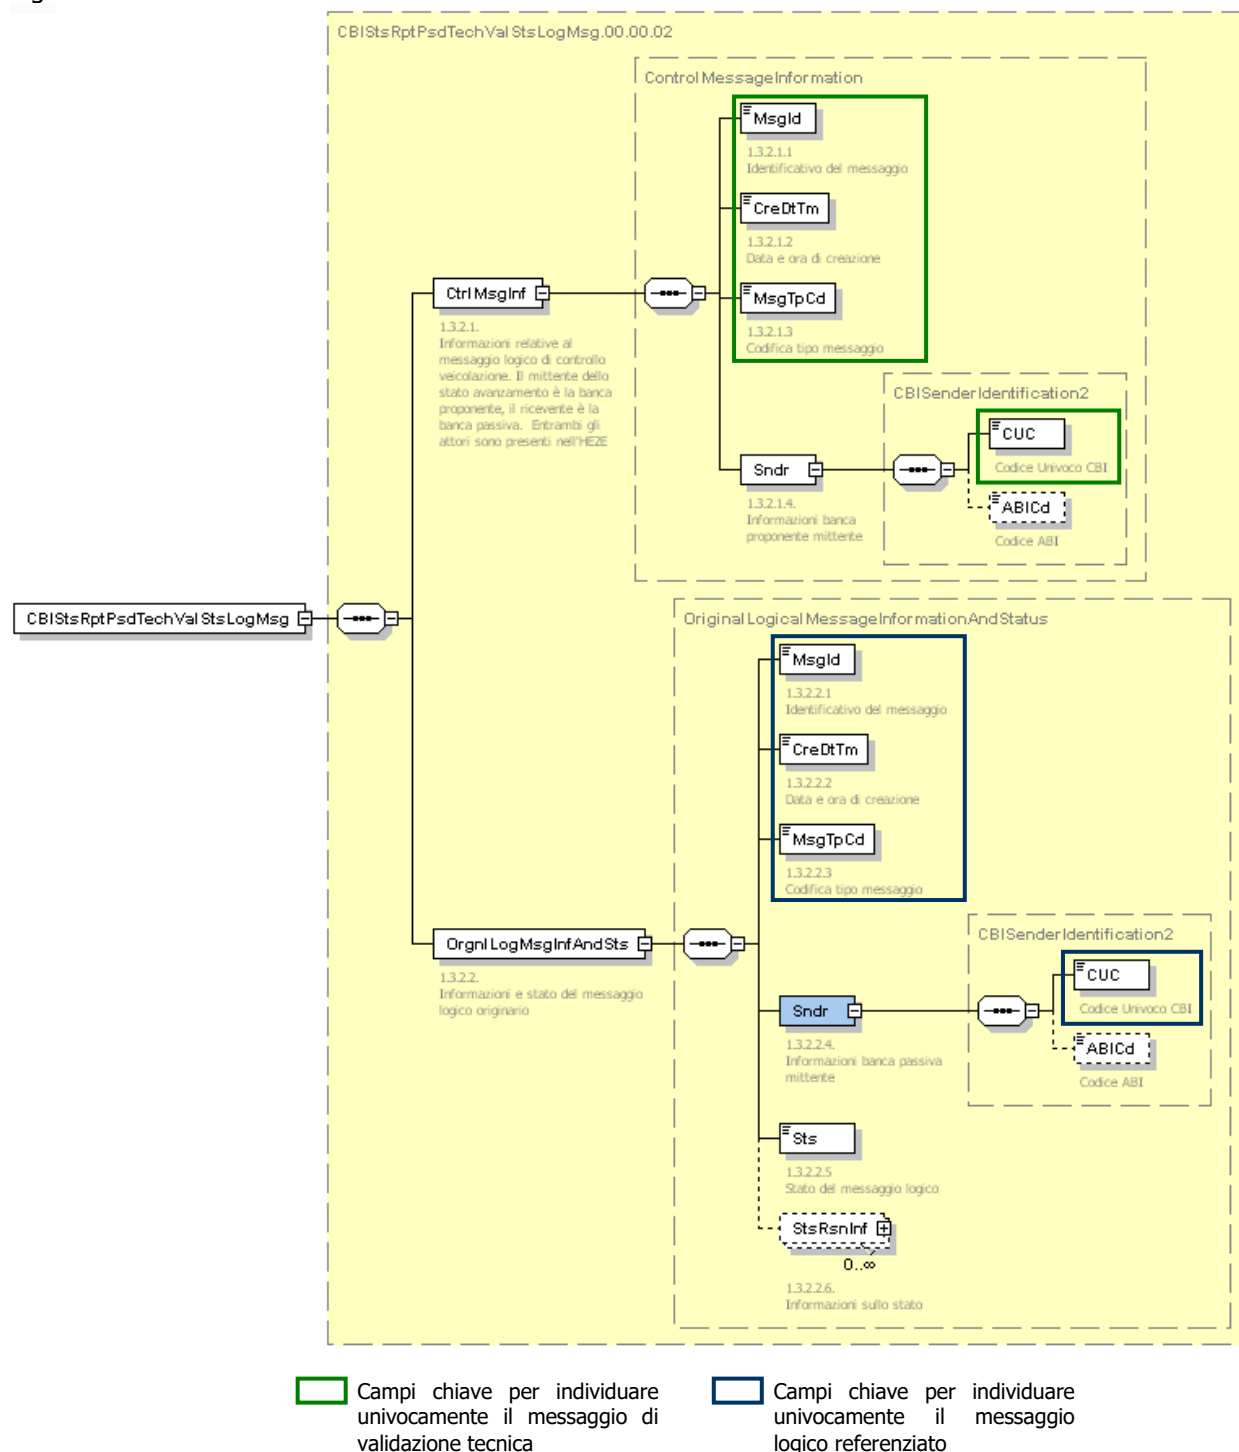 CBIStsRptPsdTechValStsLogMsg.00.00.02
ControlMessageInformation
MsgId
1.3.2.1.1
Identificativo del messaggio
CreDtTm
1.3.2.1.2
Data e ora di creazione
CtrlMsgInf
MsgTpCd
1.3.2.1.
Informazioni relative al
messaggio logico di controllo
veicolazione. Il mittente dello
stato avanzamento è la banca
proponente, il ricevente è la
banca passiva. Entrambi gli
attori sono presenti nell'HE2E
1.3.2.1.3
Codifica tipo messaggio
CBISenderIdentification2
CUC
Codice Univoco CBI
Sndr
1.3.2.1.4.
Informazioni banca
proponente mittente
ABICd
Codice ABI
CBIStsRptPsdTechValStsLogMsg
OriginalLogicalMessageInformationAndStatus
MsgId
1.3.2.2.1
Identificativo del messaggio
CreDtTm
1.3.2.2.2
Data e ora di creazione
MsgTpCd
1.3.2.2.3
Codifica tipo messaggio
OrgnlLogMsgInfAndSts
1.3.2.2.
Informazioni e stato del messaggio
logico originario
CBISenderIdentification2
CUC
Codice Univoco CBI
Sndr
1.3.2.2.4.
Informazioni banca passiva
mittente
ABICd
Codice ABI
Sts
1.3.2.2.5
Stato del messaggio logico
StsRsnInf
0..∞
1.3.2.2.6.
Informazioni sullo stato
Campi chiave per individuare
univocamente il messaggio di
validazione tecnica
Campi chiave per individuare
univocamente il messaggio
logico referenziato